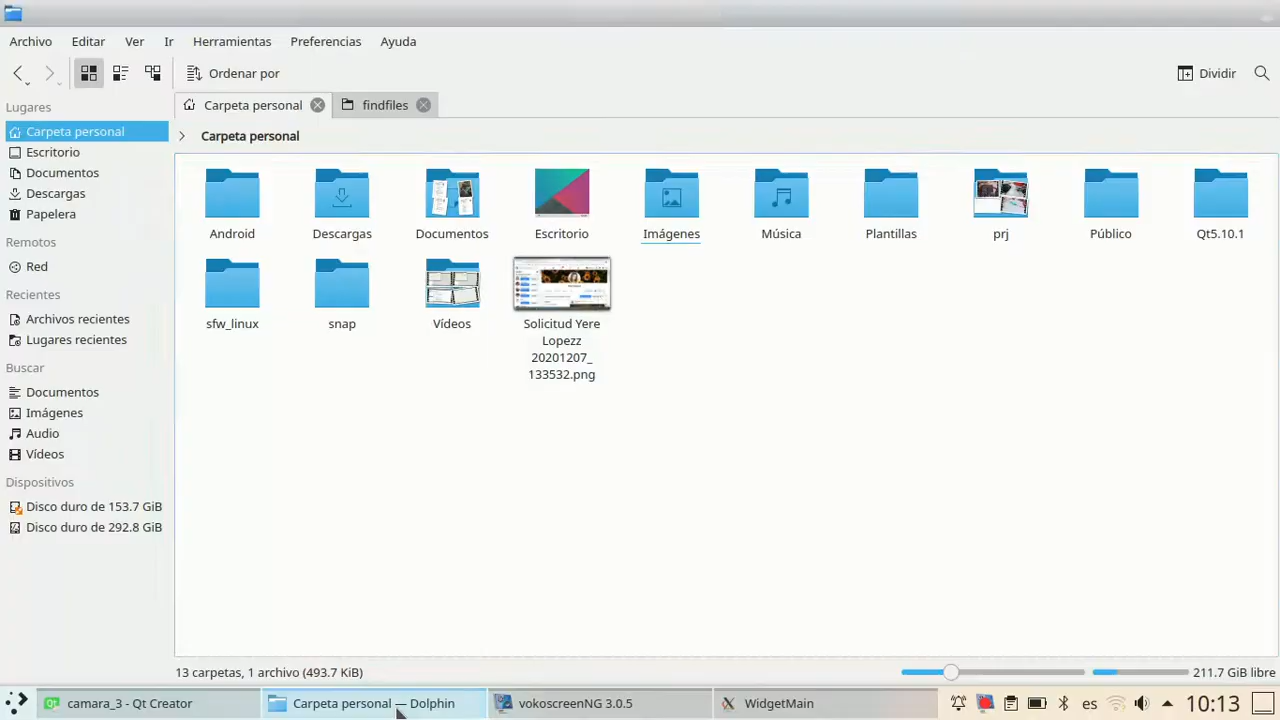 Archivo Editar Ver Ir Herramientas Preferencias Ayuda
Ordenar por Dividir
Lugares
Carpeta personal
Escritorio
Documentos
Descargas
Papelera
Remotos
Red
Recientes
Archivos recientes
Lugares recientes
Buscar
Documentos
Imágenes
Audio
Vídeos
Dispositivos
Disco duro de 153.7 GiB
Disco duro de 292.8 GiB
Carpeta personal findfiles
Carpeta personal
Android Descargas Documentos Escritorio Imágenes Música Plantillas prj Público Qt5.10.1
sfw_linux snap Vídeos Solicitud Yere
Lopezz
20201207_
133532.png
13 carpetas, 1 archivo (493.7 KiB) 211.7 GiB libre
camara_3 - Qt Creator Carpeta personal — Dolphin vokoscreenNG 3.0.5 WidgetMain es 10:13